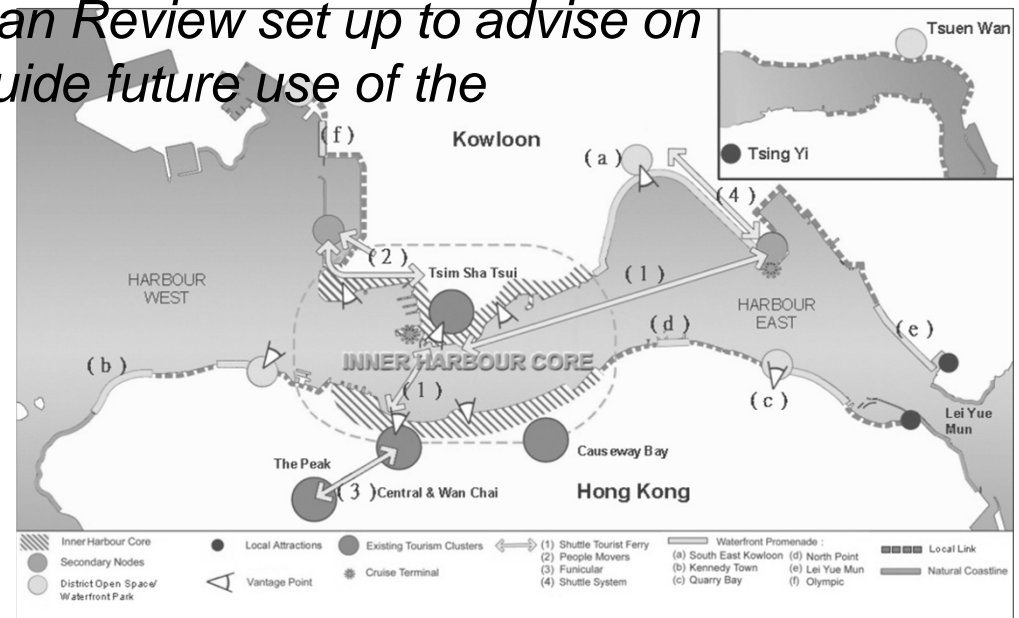 an Review set up to advise on
uide future use of the
Tsuen Wan
Tsing Yi
(f)
Kowloon
(a)
(4)
(2)
Tsim Sha Tsui
(1)
HARBOUR
WEST
HARBOUR
EAST
(d)
(e)
(b)
INNER HARBOUR CORE
(1)
(c)
Lei Yue
Mun
Causeway Bay
The Peak
(3)
Central & Wan Chai
Hong Kong
Inner Harbour Core
Secondary Nodes
District Open Space/
Waterfront Park
Local Attractions
Vantage Point
Existing Tourism Clusters
Cruise Terminal
(1) Shuttle Tourist Ferry
(2) People Movers
(3) Funicular
(4) Shuttle System
Waterfront Promenade :
(a) South East Kowloon (d) North Point
(b) Kennedy Town (e) Lei Yue Mun
(c) Quarry Bay (f) Olympic
Local Link
Natural Coastline